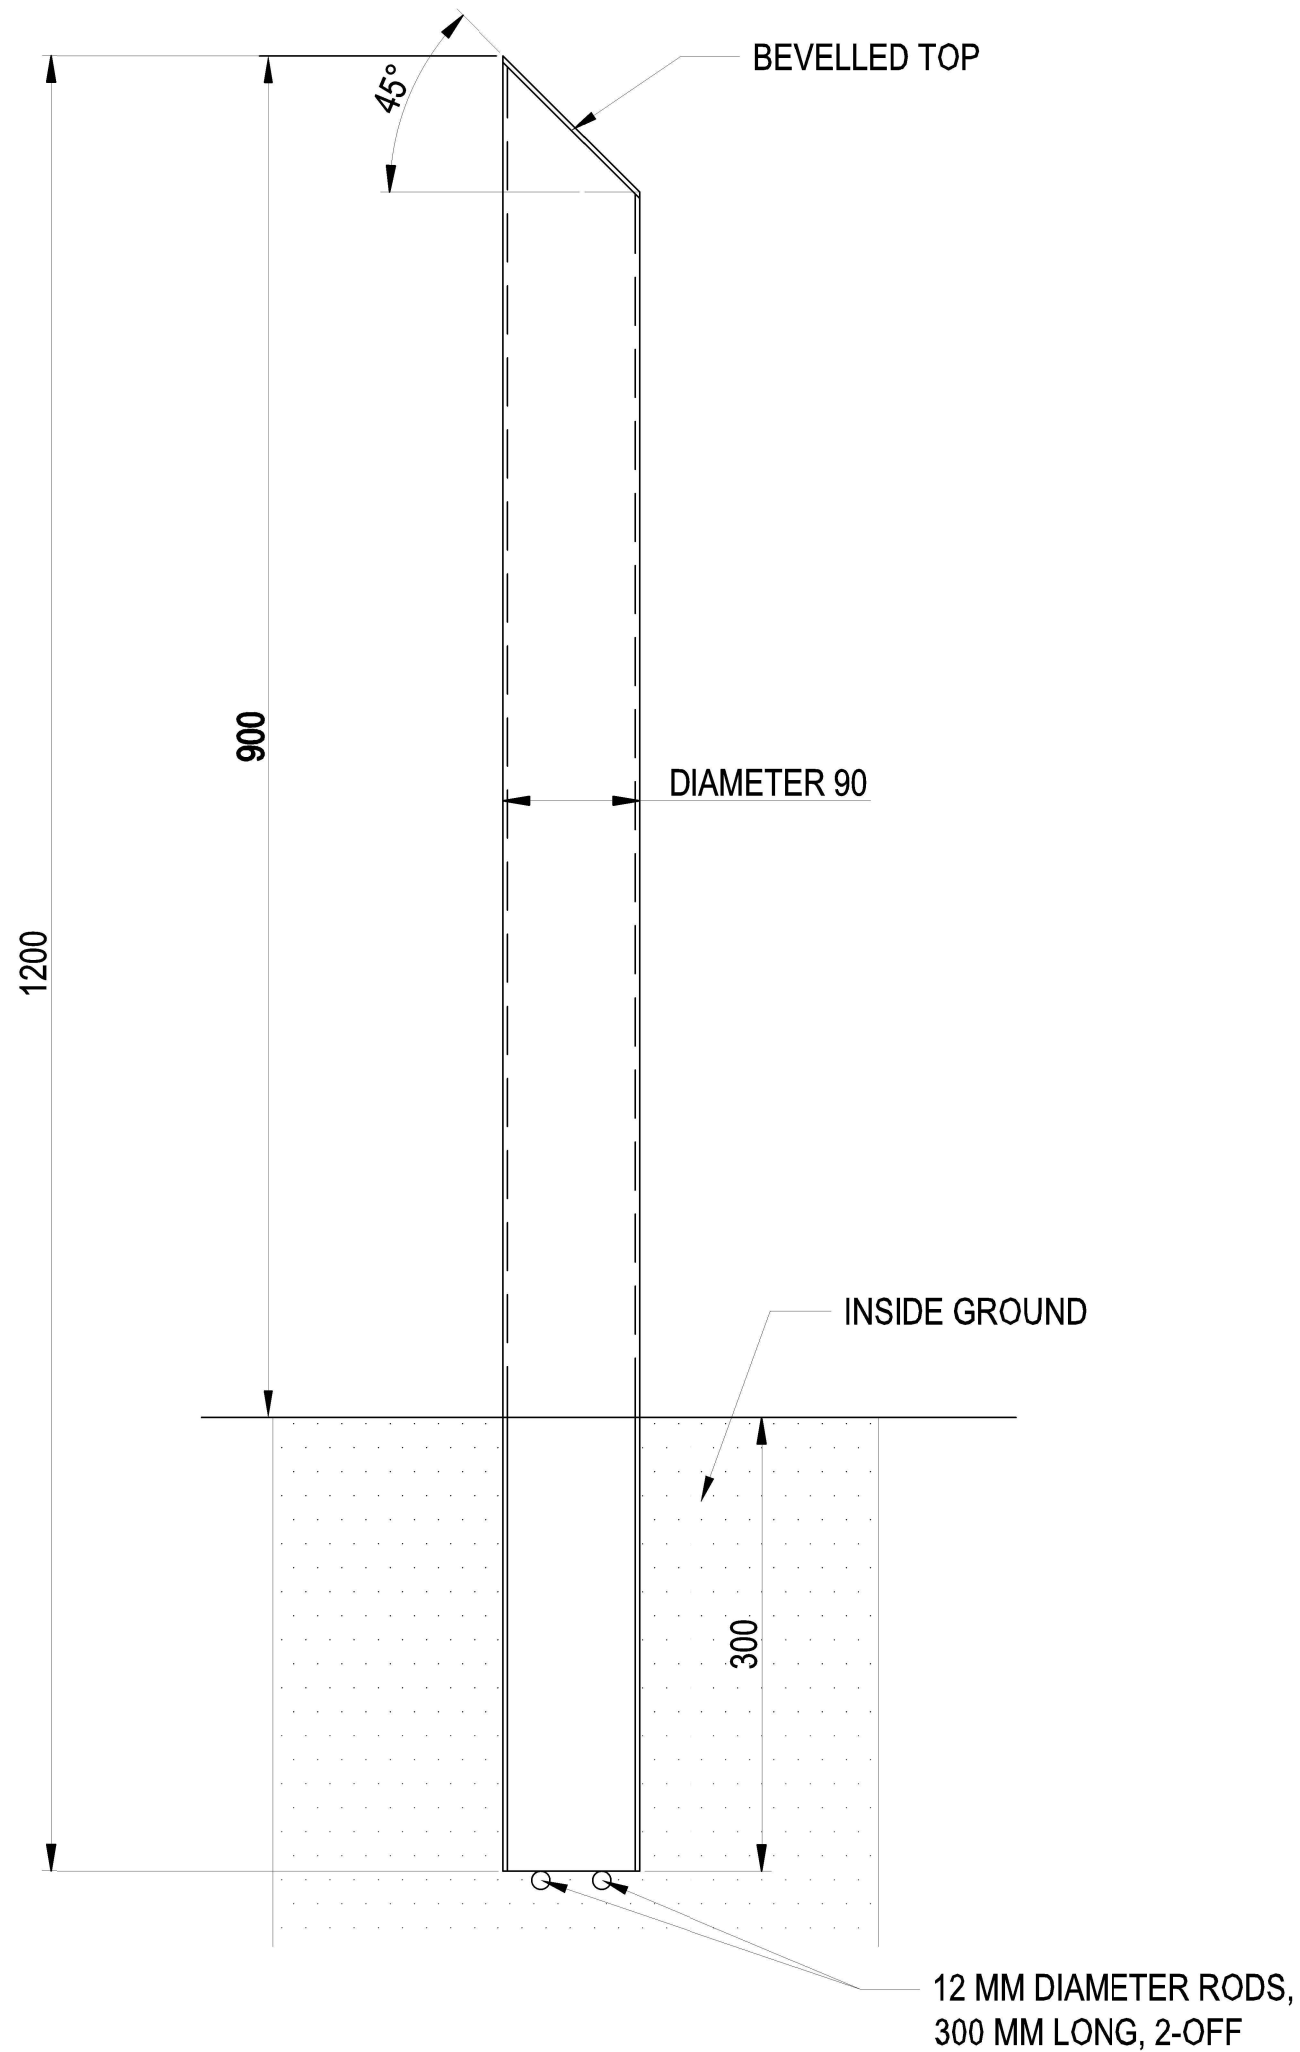 BEVELLED TOP
45°
900
DIAMETER 90
1200
INSIDE GROUND
300
12 MM DIAMETER RODS,
300 MM LONG, 2-OFF